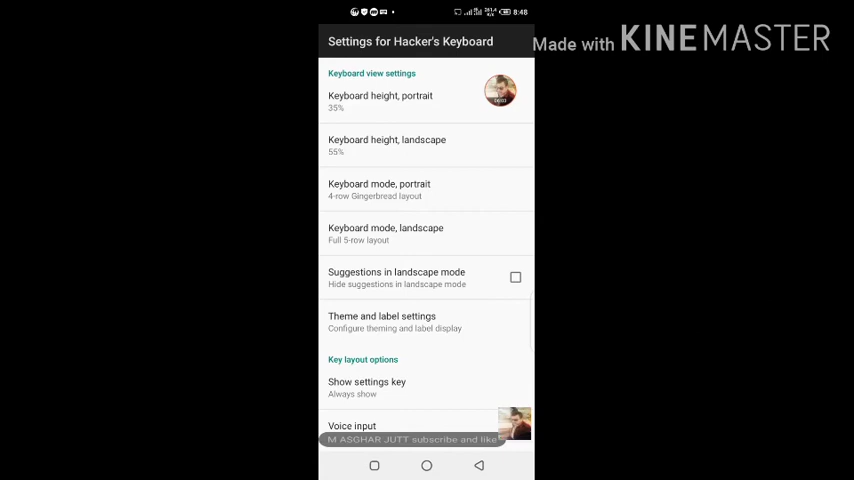 8:48
Settings for Hacker's Keyboard
Made with KINEMASTER
Keyboard view settings
Keyboard height, portrait
35%
Keyboard height, landscape
55%
Keyboard mode, portrait
4-row Gingerbread layout
Keyboard mode, landscape
Full 5-row layout
Suggestions in landscape mode
Hide suggestions in landscape mode
Theme and label settings
Configure theming and label display
Key layout options
Show settings key
Always show
Voice input
M ASGHAR JUTT subscribe and like